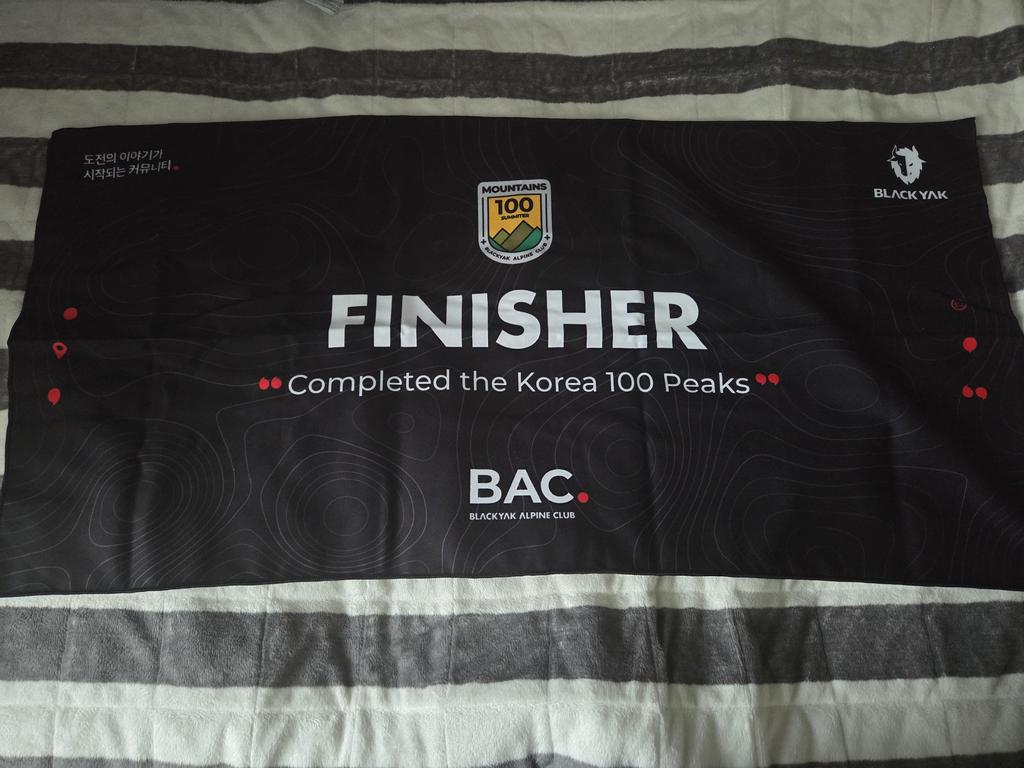 도전의 이야기가
시작되는 커뮤니티.
BLACKYAK
MOUNTAINS
100
SUMMITER
BLACKYAK ALPINE CLUB
FINISHER
“Completed the Korea 100 Peaks”
BAC.
BLACKYAK ALPINE CLUB